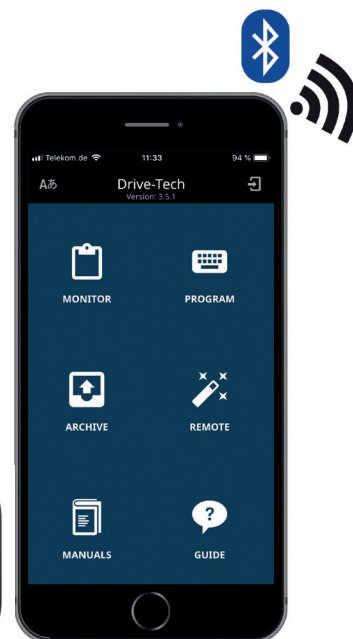 Telekom.de 11:33 94 %
Aあ Drive-Tech
Version: 3.5.1
MONITOR PROGRAM
ARCHIVE REMOTE
MANUALS GUIDE